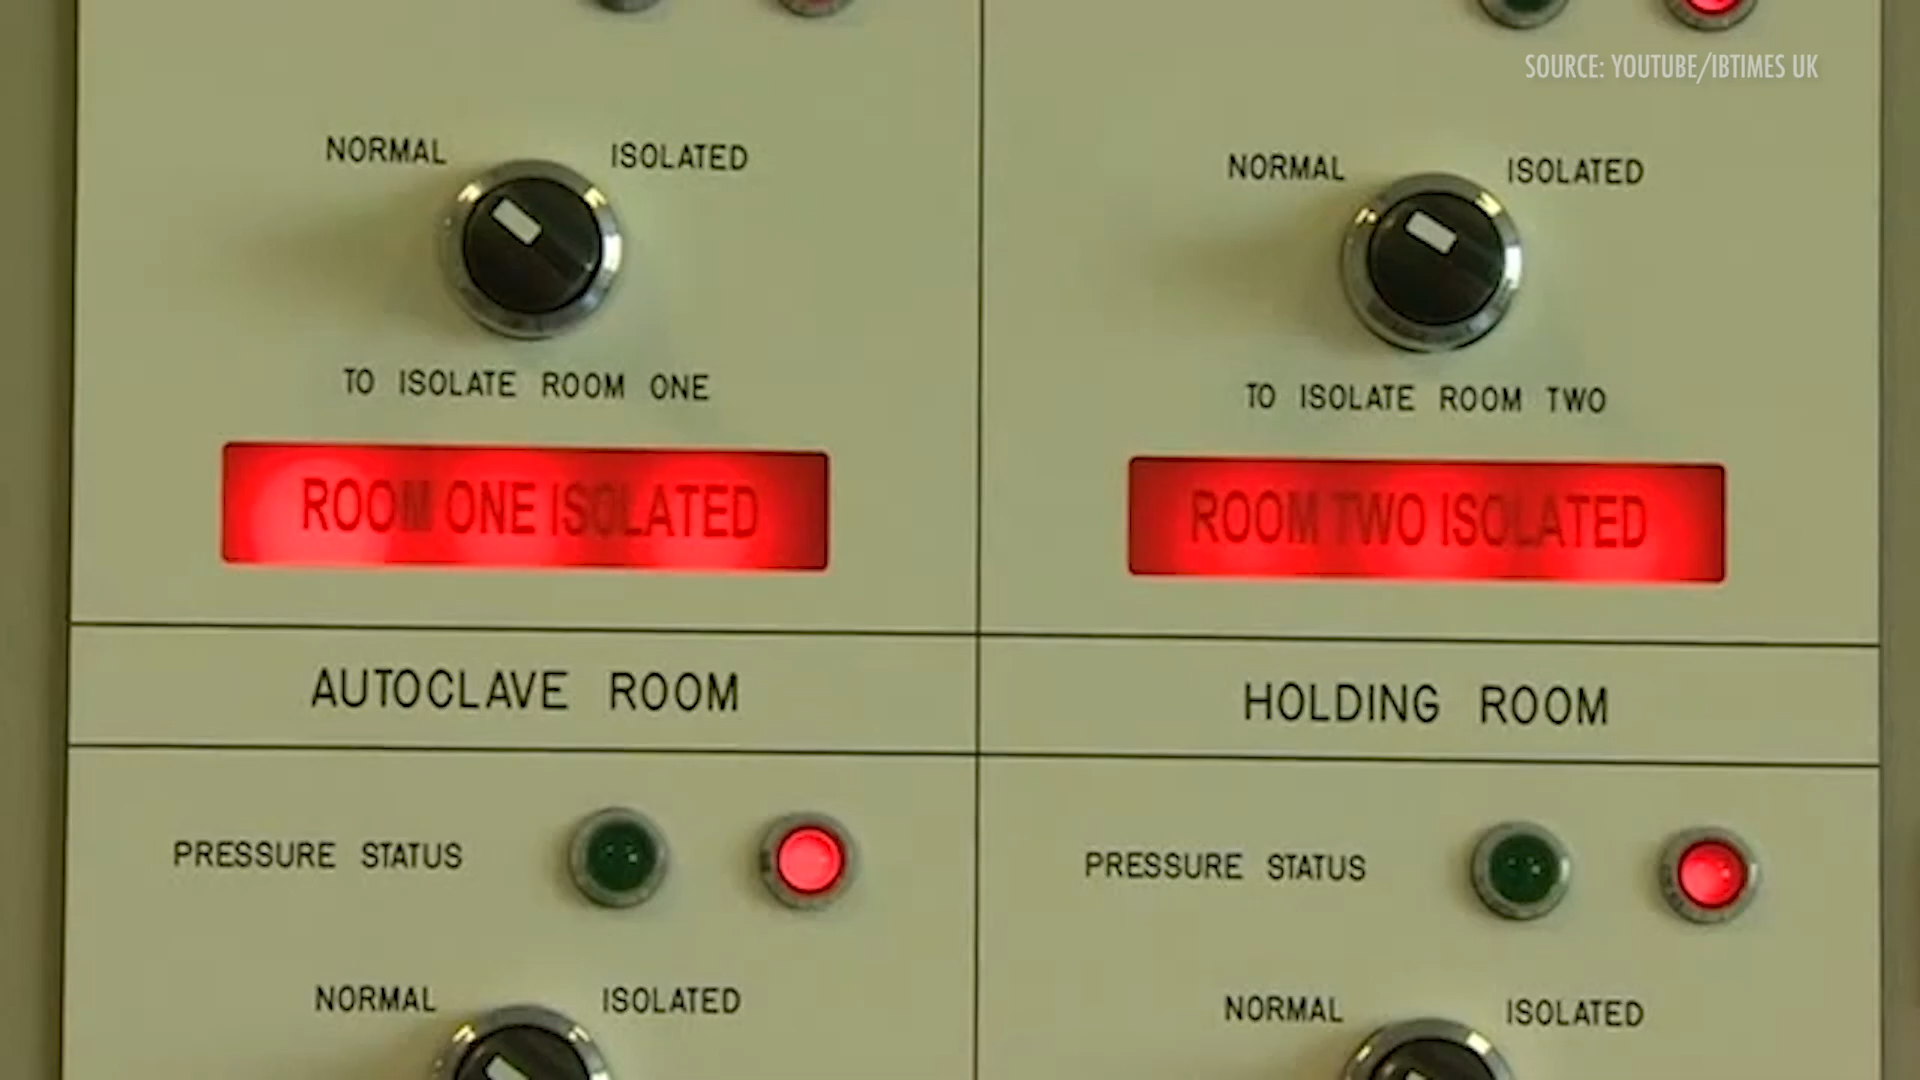 SOURCE: YOUTUBE/IBTIMES UK
NORMAL ISOLATED
NORMAL ISOLATED
TO ISOLATE ROOM ONE
TO ISOLATE ROOM TWO
ROOM ONE ISOLATED
ROOM TWO ISOLATED
AUTOCLAVE ROOM
HOLDING ROOM
PRESSURE STATUS
PRESSURE STATUS
NORMAL ISOLATED
NORMAL ISOLATED